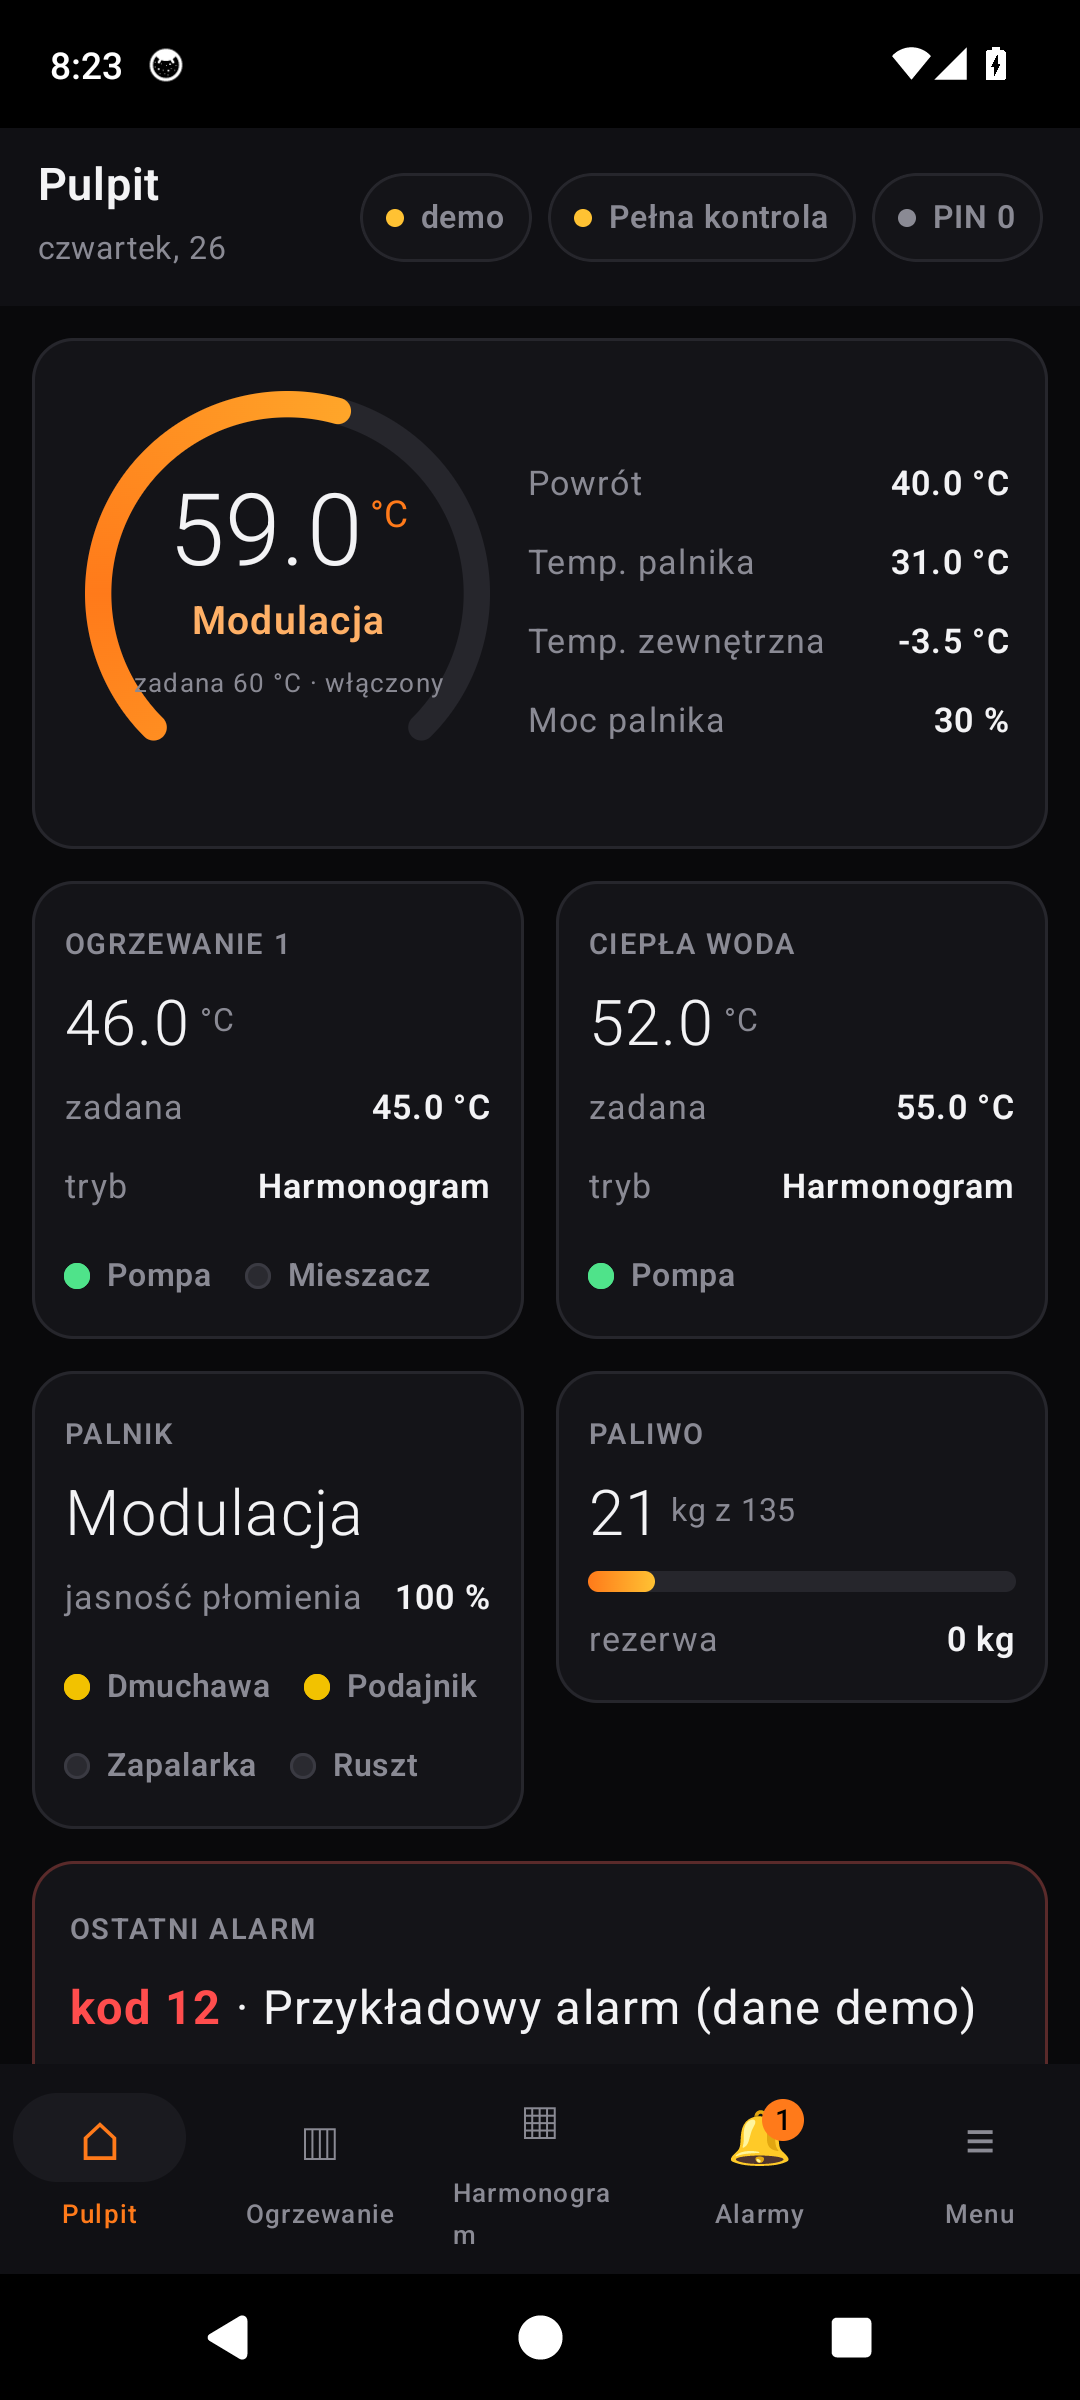 8:23
Pulpit
czwartek, 26
demo
Pełna kontrola
PIN 0
59.0 °C
Modulacja
zadana 60 °C · włączony
Powrót 40.0 °C
Temp. palnika 31.0 °C
Temp. zewnętrzna -3.5 °C
Moc palnika 30 %
OGRZEWANIE 1
46.0 °C
zadana 45.0 °C
tryb Harmonogram
Pompa Mieszacz
CIEPŁA WODA
52.0 °C
zadana 55.0 °C
tryb Harmonogram
Pompa
PALNIK
Modulacja
jasność płomienia 100 %
Dmuchawa Podajnik
Zapalarka Ruszt
PALIWO
21 kg z 135
rezerwa 0 kg
OSTATNI ALARM
kod 12 · Przykładowy alarm (dane demo)
Pulpit
Ogrzewanie
Harmonogra
m
1
Alarmy
Menu